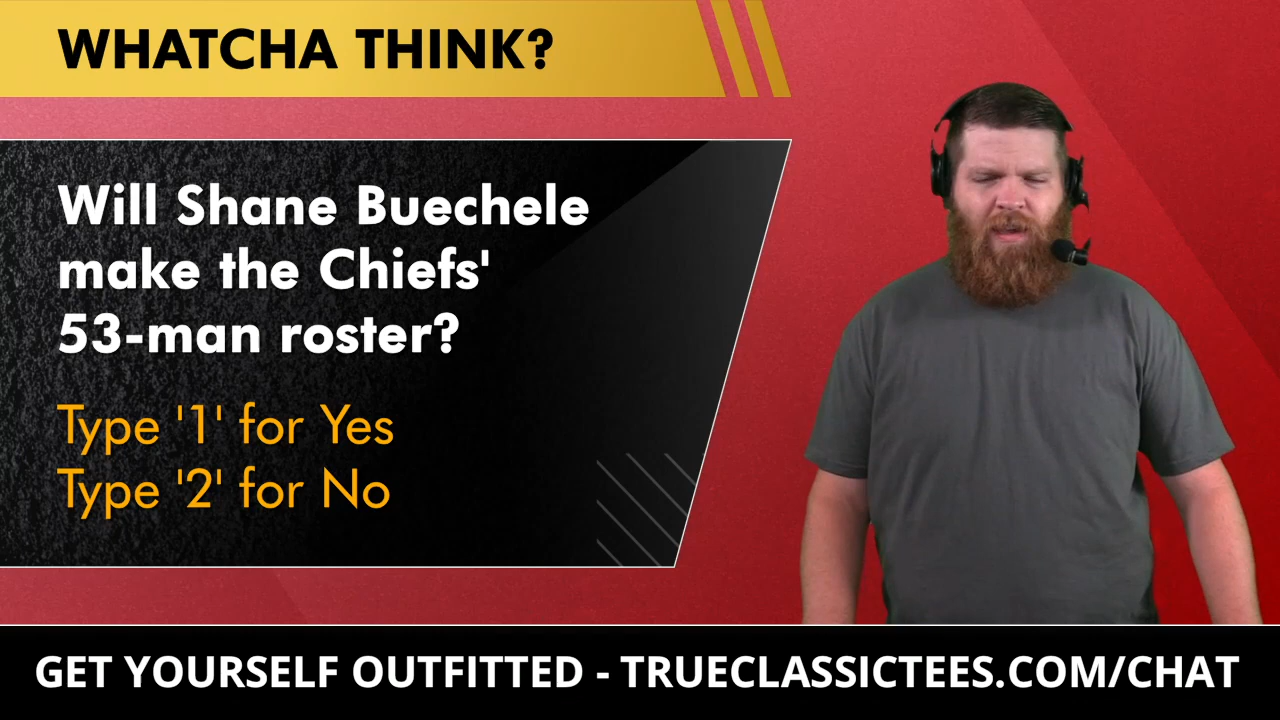 WHATCHA THINK?
Will Shane Buechele
make the Chiefs'
53-man roster?
Type '1' for Yes
Type '2' for No
GET YOURSELF OUTFITTED - TRUECLASSICTEES.COM/CHAT